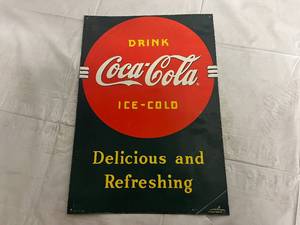 DRINK
Coca-Cola
ICE-COLD
Delicious and
Refreshing